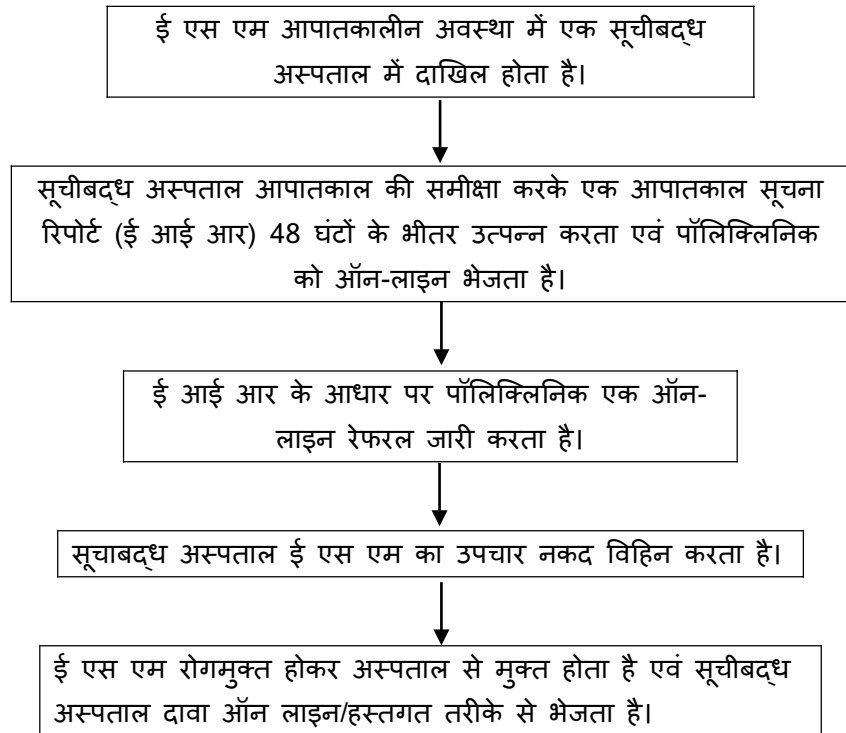 ई एस एम आपातकालीन अवस्था में एक सूचीबद्ध
अस्पताल में दाखिल होता है।
सूचीबद्ध अस्पताल आपातकाल की समीक्षा करके एक आपातकाल सूचना
रिपोर्ट (ई आई आर) 48 घंटों के भीतर उत्पन्न करता एवं पॉलिक्लिनिक
को ऑन-लाइन भेजता है।
ई आई आर के आधार पर पॉलिक्लिनिक एक ऑन-
लाइन रेफरल जारी करता है।
सूचाबद्ध अस्पताल ई एस एम का उपचार नकद विहिन करता है।
ई एस एम रोगमुक्त होकर अस्पताल से मुक्त होता है एवं सूचीबद्ध
अस्पताल दावा ऑन लाइन/हस्तगत तरीके से भेजता है।